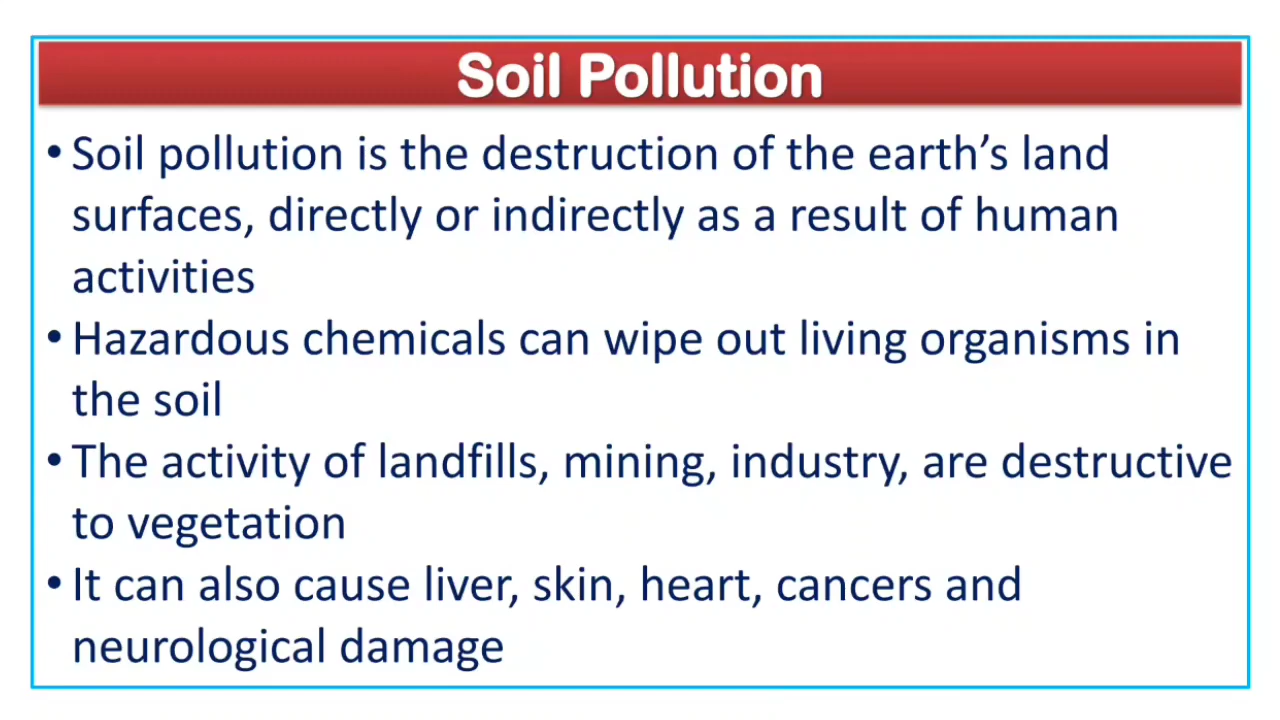 Soil Pollution
• Soil pollution is the destruction of the earth’s land
surfaces, directly or indirectly as a result of human
activities
• Hazardous chemicals can wipe out living organisms in
the soil
• The activity of landfills, mining, industry, are destructive
to vegetation
• It can also cause liver, skin, heart, cancers and
neurological damage